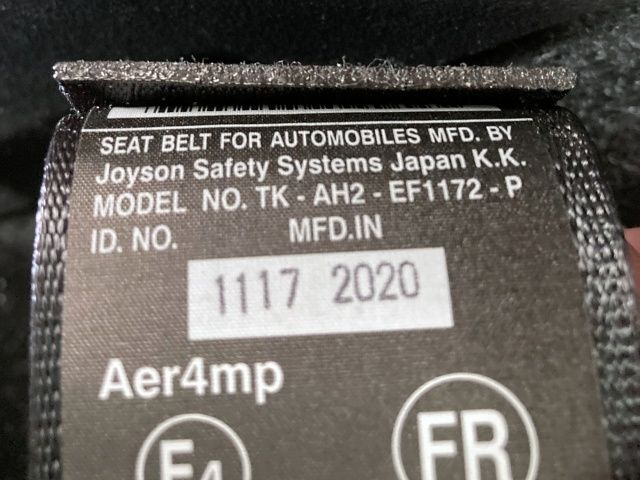 SEAT BELT FOR AUTOMOBILES MFD. BY
Joyson Safety Systems Japan K.K.
MODEL NO. TK - AH2 - EF1172 - P
ID. NO. MFD.IN
1117 2020
Aer4mp
E4 FR